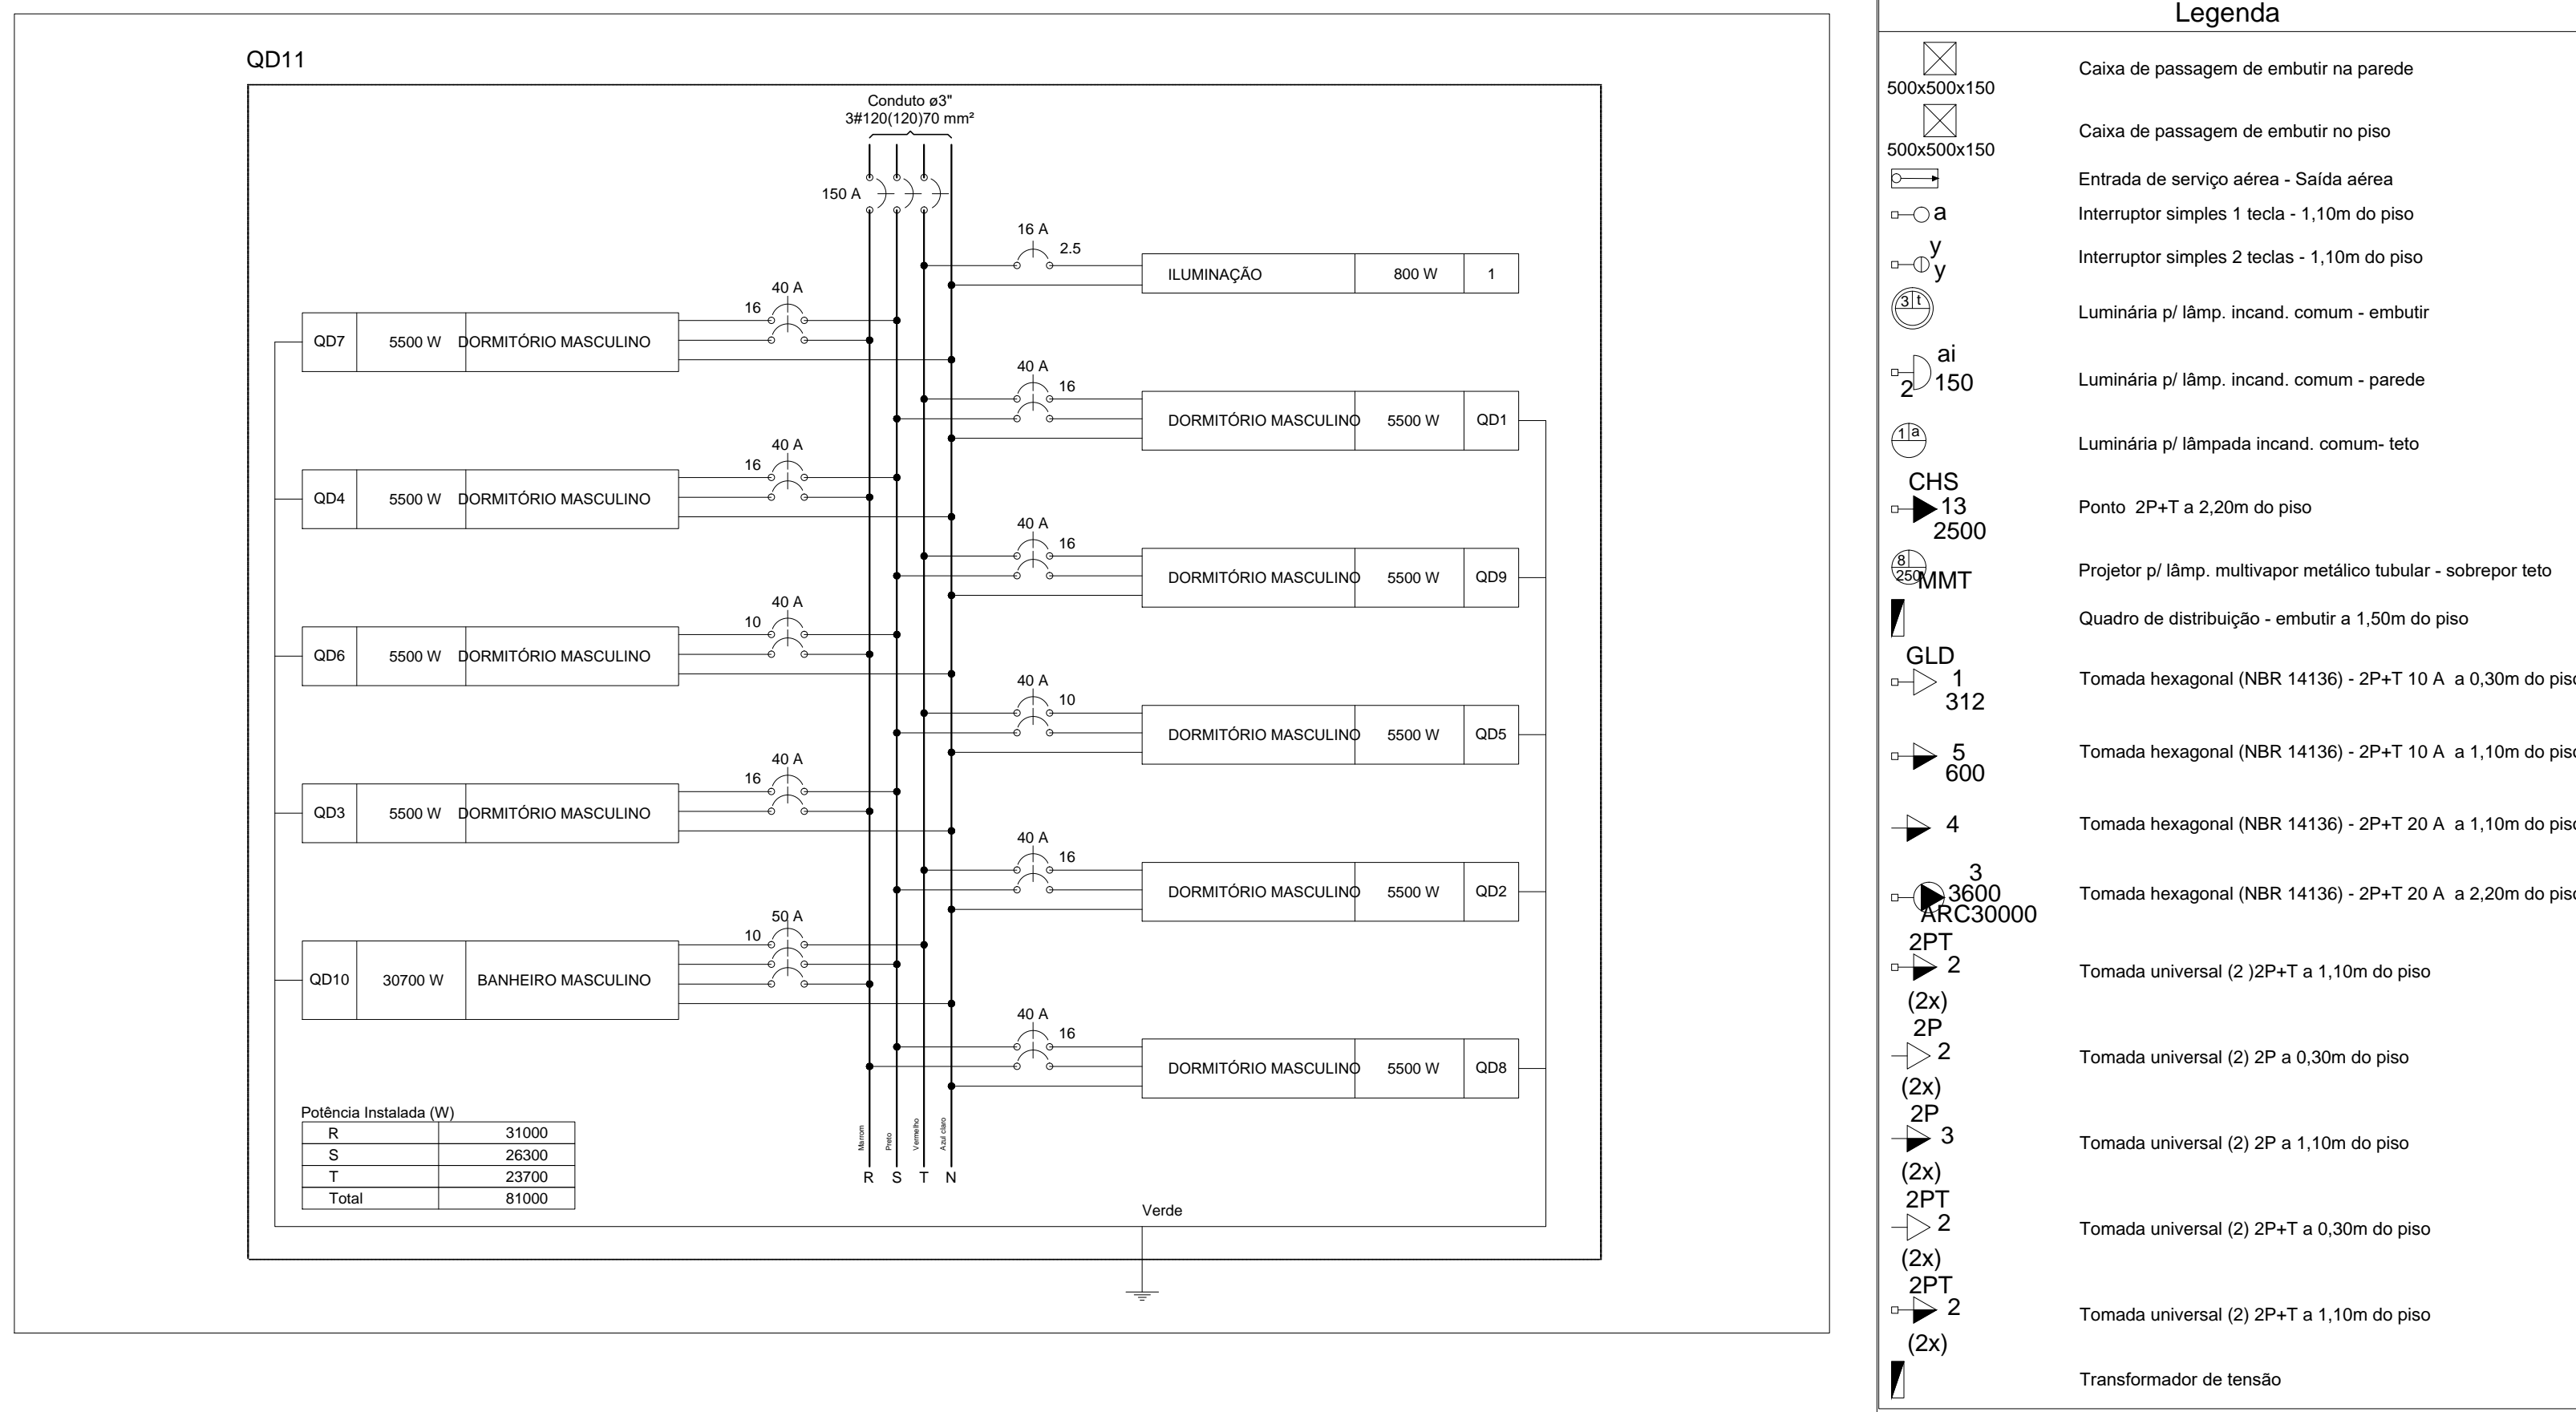 QD11
Conduto ø3"
3#120(120)70 mm²
150 A
16 A
2.5
ILUMINAÇÃO 800 W 1
40 A
16
QD7 5500 W DORMITÓRIO MASCULINO
40 A
16
DORMITÓRIO MASCULINO 5500 W QD1
40 A
16
QD4 5500 W DORMITÓRIO MASCULINO
40 A
16
DORMITÓRIO MASCULINO 5500 W QD9
40 A
10
QD6 5500 W DORMITÓRIO MASCULINO
40 A
10
DORMITÓRIO MASCULINO 5500 W QD5
40 A
16
QD3 5500 W DORMITÓRIO MASCULINO
40 A
16
DORMITÓRIO MASCULINO 5500 W QD2
50 A
10
QD10 30700 W BANHEIRO MASCULINO
40 A
16
DORMITÓRIO MASCULINO 5500 W QD8
Potência Instalada (W)
R 31000
S 26300
T 23700
Total 81000
Marrom
Preto
Vermelho
Azul claro
R S T N
Verde
Legenda
500x500x150
Caixa de passagem de embutir na parede
500x500x150
Caixa de passagem de embutir no piso
Entrada de serviço aérea - Saída aérea
a
Interruptor simples 1 tecla - 1,10m do piso
y
y
Interruptor simples 2 teclas - 1,10m do piso
3 t
Luminária p/ lâmp. incand. comum - embutir
ai
2 150
Luminária p/ lâmp. incand. comum - parede
1 a
Luminária p/ lâmpada incand. comum- teto
CHS
13
2500
Ponto 2P+T a 2,20m do piso
8
250
MMT
Projetor p/ lâmp. multivapor metálico tubular - sobrepor teto
Quadro de distribuição - embutir a 1,50m do piso
GLD
1
312
Tomada hexagonal (NBR 14136) - 2P+T 10 A a 0,30m do piso
5
600
Tomada hexagonal (NBR 14136) - 2P+T 10 A a 1,10m do piso
4
Tomada hexagonal (NBR 14136) - 2P+T 20 A a 1,10m do piso
3
3600
ARC30000
Tomada hexagonal (NBR 14136) - 2P+T 20 A a 2,20m do piso
2PT
2
(2x)
Tomada universal (2 )2P+T a 1,10m do piso
2P
2
(2x)
Tomada universal (2) 2P a 0,30m do piso
2P
3
(2x)
Tomada universal (2) 2P a 1,10m do piso
2PT
2
(2x)
Tomada universal (2) 2P+T a 0,30m do piso
2PT
2
(2x)
Tomada universal (2) 2P+T a 1,10m do piso
Transformador de tensão